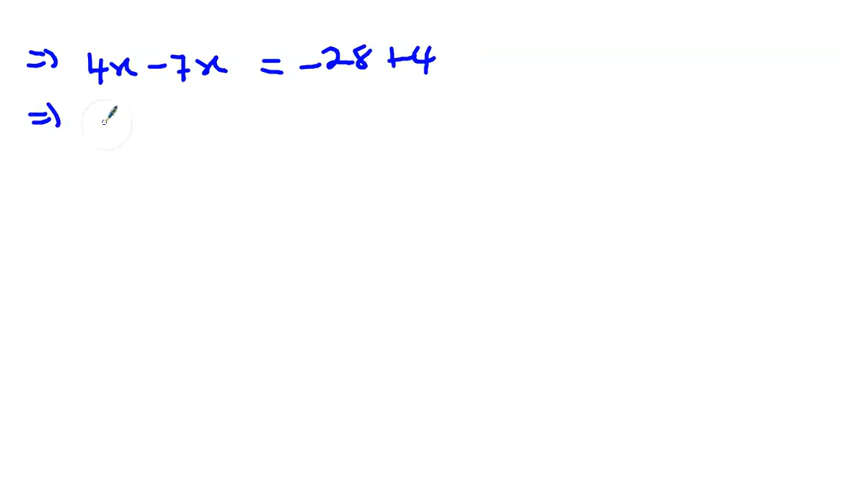 ⇒ 4x - 7x = -28 + 4
⇒